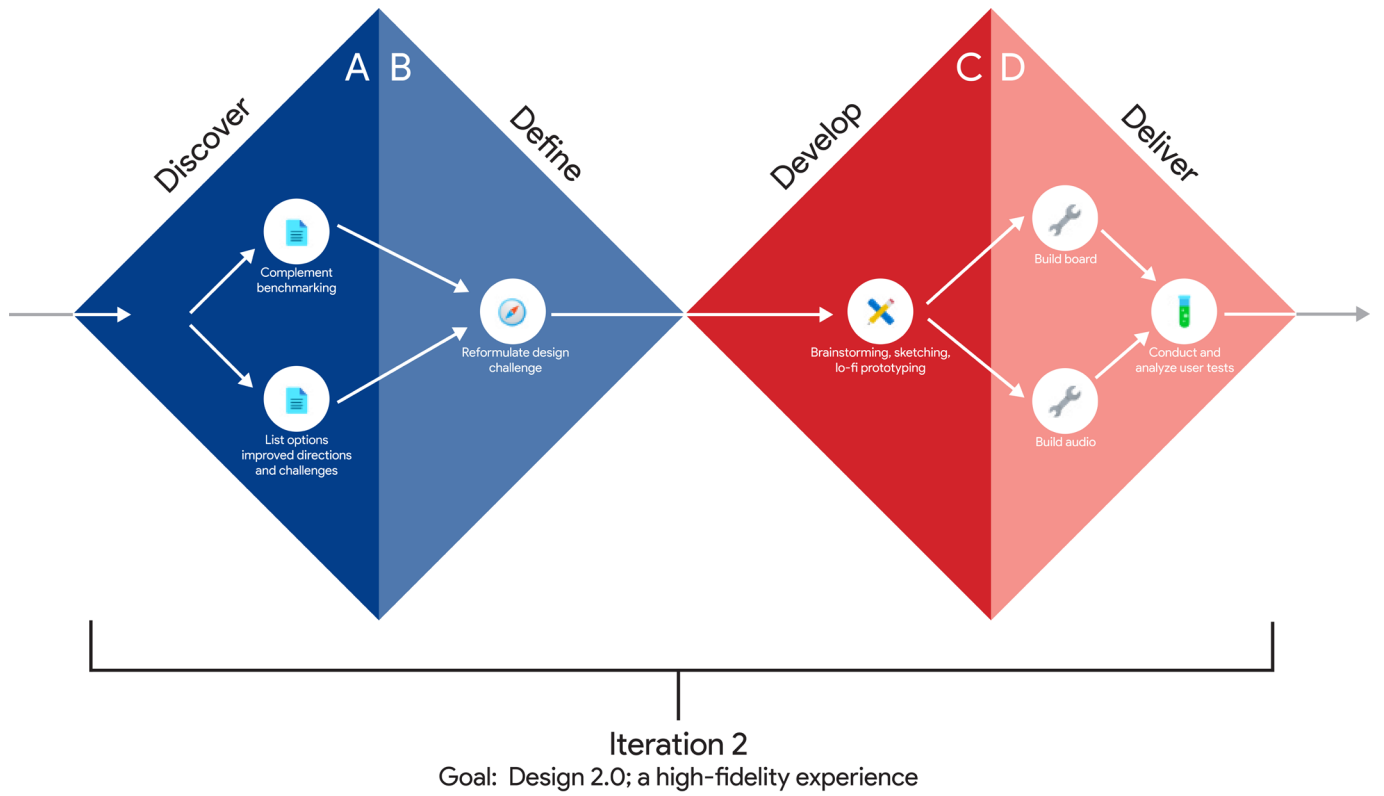 A B
C D
Discover
Define
Develop
Deliver
Complement
benchmarking
List options
improved directions
and challenges
Reformulate design
challenge
Brainstorming, sketching,
lo-fi prototyping
Build board
Build audio
Conduct and
analyze user tests
Iteration 2
Goal: Design 2.0; a high-fidelity experience